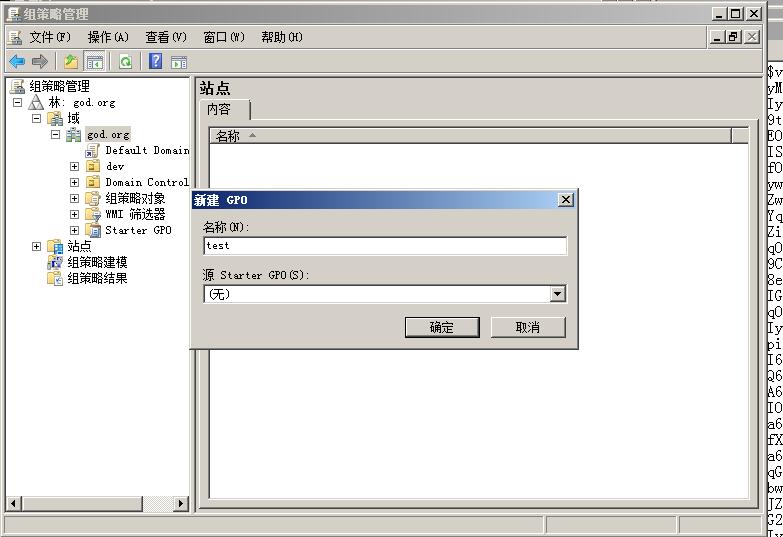 组策略管理
文件(F) 操作(A) 查看(V) 窗口(W) 帮助(H)
组策略管理
林: god.org
域
god.org
Default Domain
dev
Domain Control
组策略对象
WMI 筛选器
Starter GPO
站点
组策略建模
组策略结果
站点
内容
名称
新建 GPO
名称(N):
test
源 Starter GPO(S):
(无)
确定 取消
$v
yM
Iy
9t
EO
IS
fO
yw
Zw
Yq
Zi
qO
9C
8e
IG
qO
Iy
pi
I6
Q6
A6
IO
a6
fX
a6
qG
bw
JZ
G2